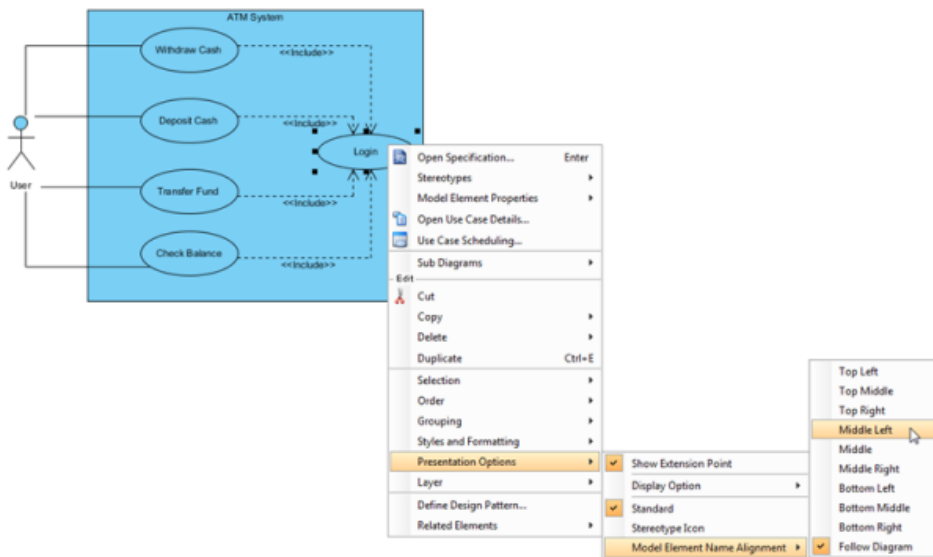 ATM System
Withdraw Cash
<<Include>>
Deposit Cash
<<Include>>
Login
User
Transfer Fund
<<Include>>
Check Balance
<<Include>>
Open Specification... Enter
Stereotypes
Model Element Properties
Open Use Case Details...
Use Case Scheduling...
Sub Diagrams
Edit
Cut
Copy
Delete
Duplicate Ctrl+E
Selection
Order
Grouping
Styles and Formatting
Presentation Options
Layer
Define Design Pattern...
Related Elements
Show Extension Point
Display Option
Standard
Stereotype Icon
Model Element Name Alignment
Top Left
Top Middle
Top Right
Middle Left
Middle
Middle Right
Bottom Left
Bottom Middle
Bottom Right
Follow Diagram